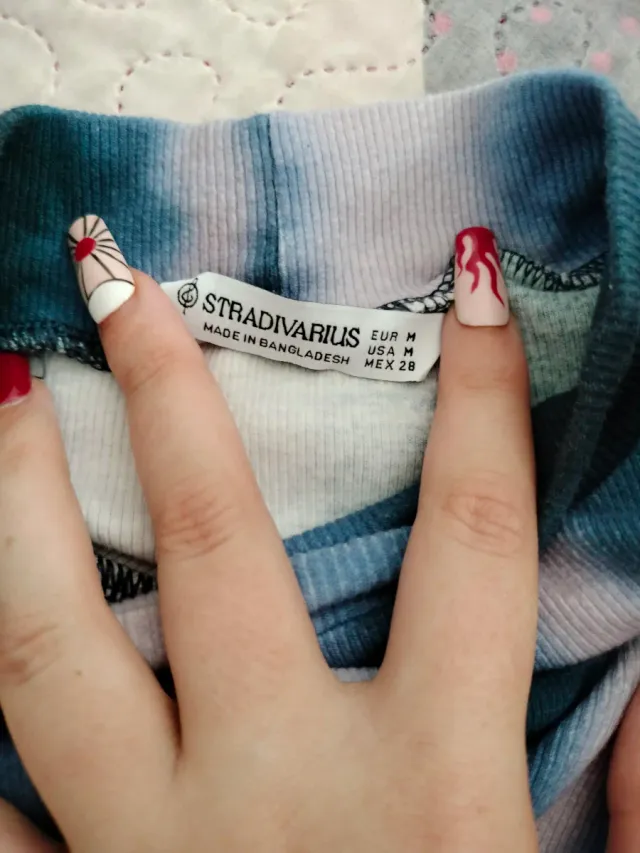 STRADIVARIUS
MADE IN BANGLADESH
EUR M
USA M
MEX 28